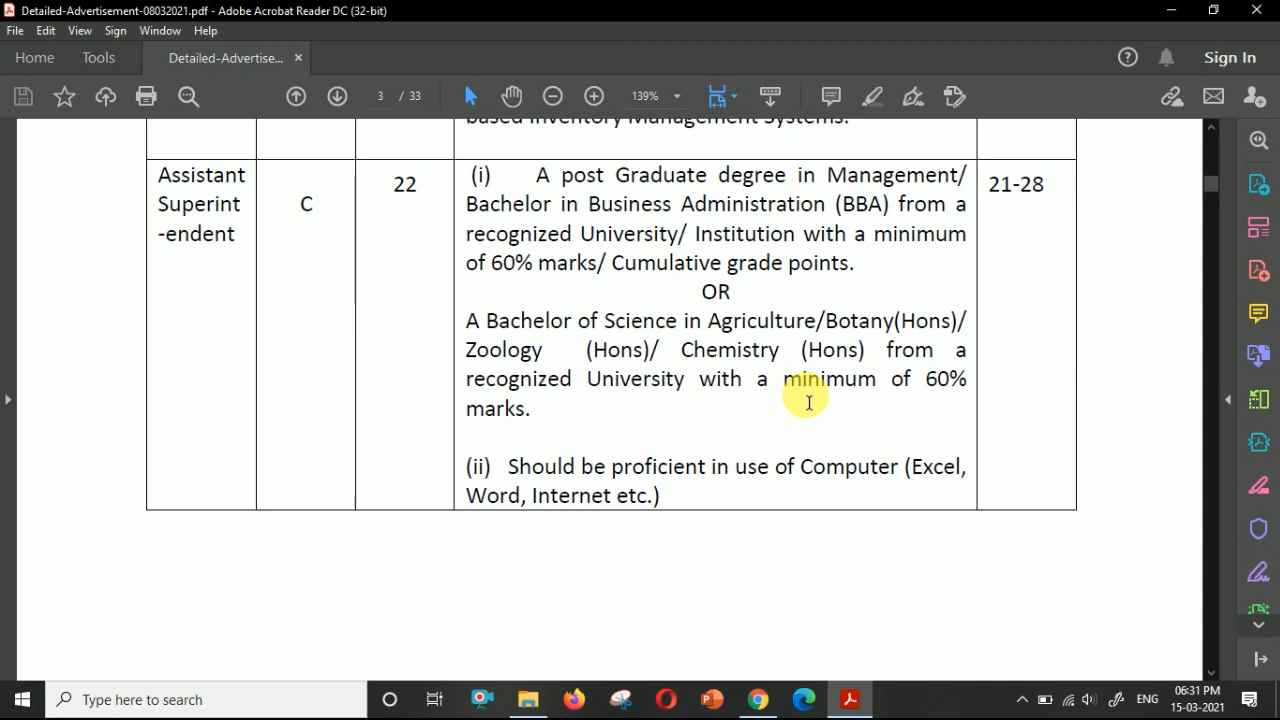 Detailed-Advertisement-08032021.pdf - Adobe Acrobat Reader DC (32-bit)
File Edit View Sign Window Help
Home Tools Detailed-Advertise... × Sign In
3 / 33 139%
based Inventory Management Systems.
Assistant
Superint
-endent
C
22
(i) A post Graduate degree in Management/
Bachelor in Business Administration (BBA) from a
recognized University/ Institution with a minimum
of 60% marks/ Cumulative grade points.
OR
A Bachelor of Science in Agriculture/Botany(Hons)/
Zoology (Hons)/ Chemistry (Hons) from a
recognized University with a minimum of 60%
marks.
(ii) Should be proficient in use of Computer (Excel,
Word, Internet etc.)
21-28
Type here to search
ENG
06:31 PM
15-03-2021